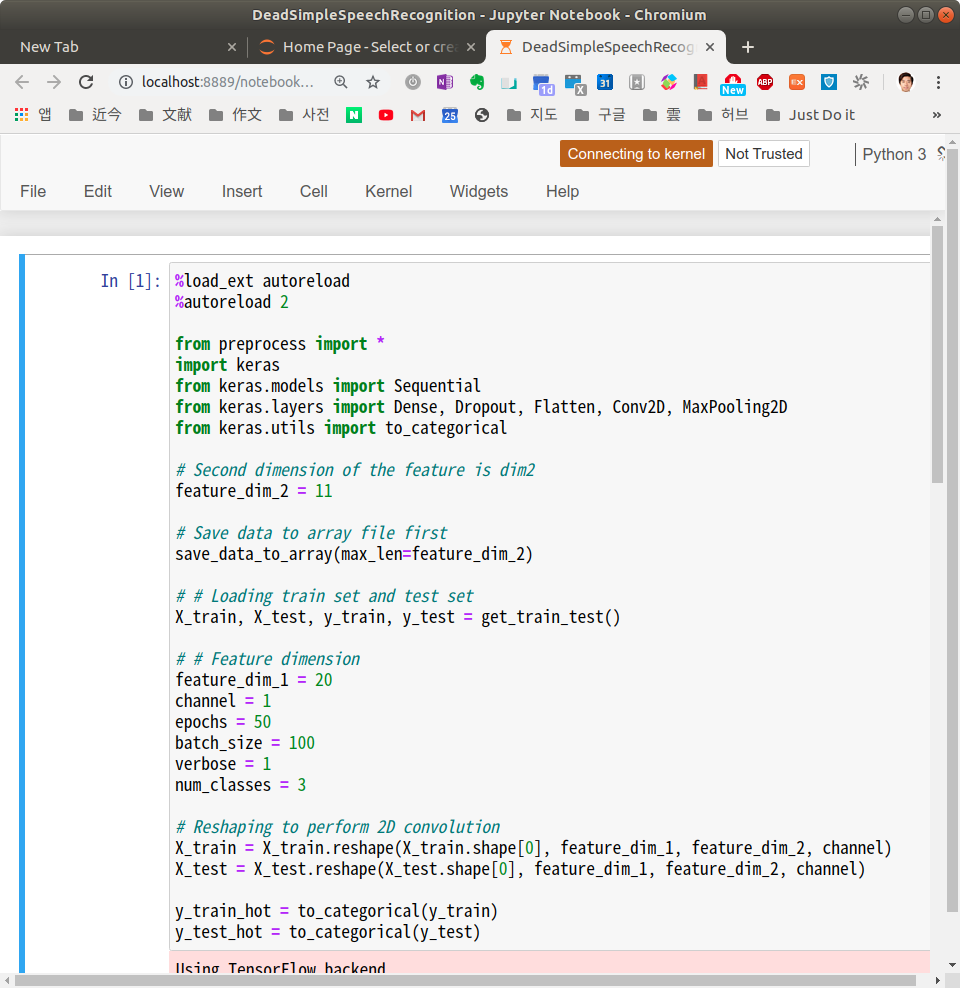 DeadSimpleSpeechRecognition - Jupyter Notebook - Chromium
New Tab
Home Page - Select or crea
DeadSimpleSpeechRecog
localhost:8889/notebook...
1d
X
31
New
ABP
앱
近今
文献
作文
사전
25
지도
구글
雲
허브
Just Do it
»
Connecting to kernel
Not Trusted
Python 3
File Edit View Insert Cell Kernel Widgets Help
In [1]:
%load_ext autoreload
%autoreload 2
from preprocess import *
import keras
from keras.models import Sequential
from keras.layers import Dense, Dropout, Flatten, Conv2D, MaxPooling2D
from keras.utils import to_categorical
# Second dimension of the feature is dim2
feature_dim_2 = 11
# Save data to array file first
save_data_to_array(max_len=feature_dim_2)
# # Loading train set and test set
X_train, X_test, y_train, y_test = get_train_test()
# # Feature dimension
feature_dim_1 = 20
channel = 1
epochs = 50
batch_size = 100
verbose = 1
num_classes = 3
# Reshaping to perform 2D convolution
X_train = X_train.reshape(X_train.shape[0], feature_dim_1, feature_dim_2, channel)
X_test = X_test.reshape(X_test.shape[0], feature_dim_1, feature_dim_2, channel)
y_train_hot = to_categorical(y_train)
y_test_hot = to_categorical(y_test)
Using TensorFlow backend